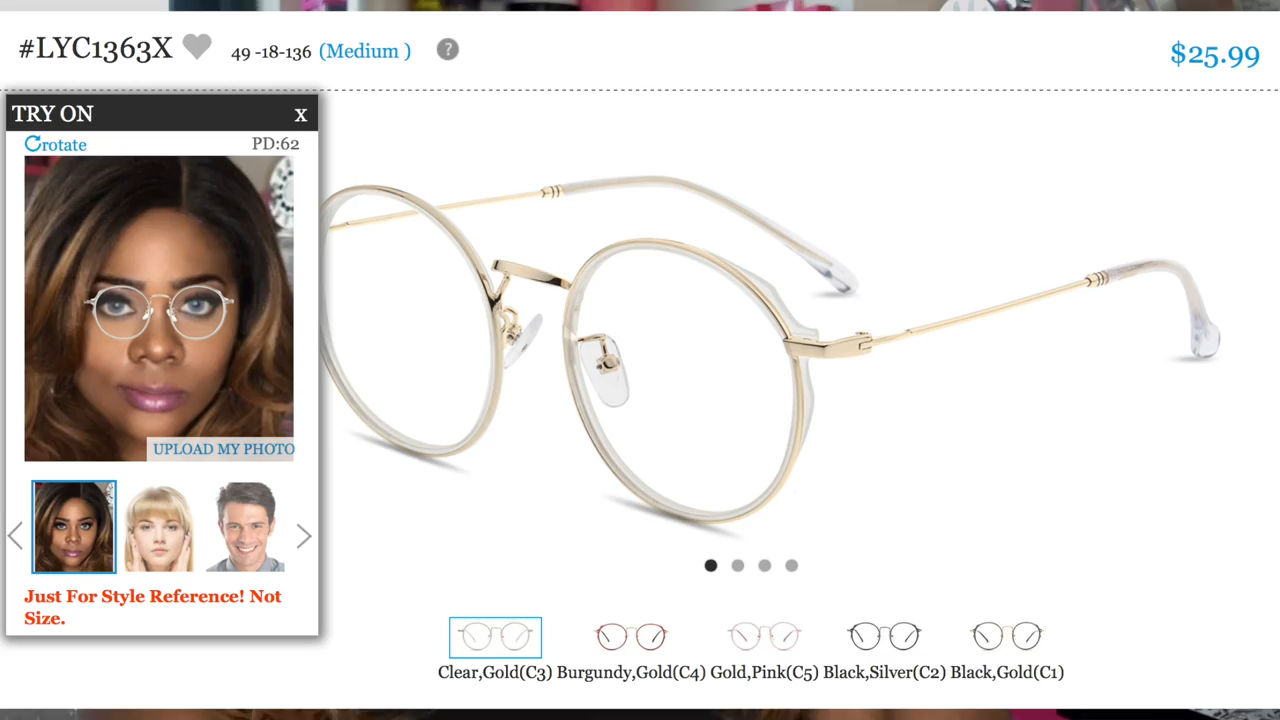 #LYC1363X 49 -18-136 (Medium ) ? $25.99
TRY ON x
rotate PD:62
UPLOAD MY PHOTO
Just For Style Reference! Not
Size.
Clear,Gold(C3) Burgundy,Gold(C4) Gold,Pink(C5) Black,Silver(C2) Black,Gold(C1)